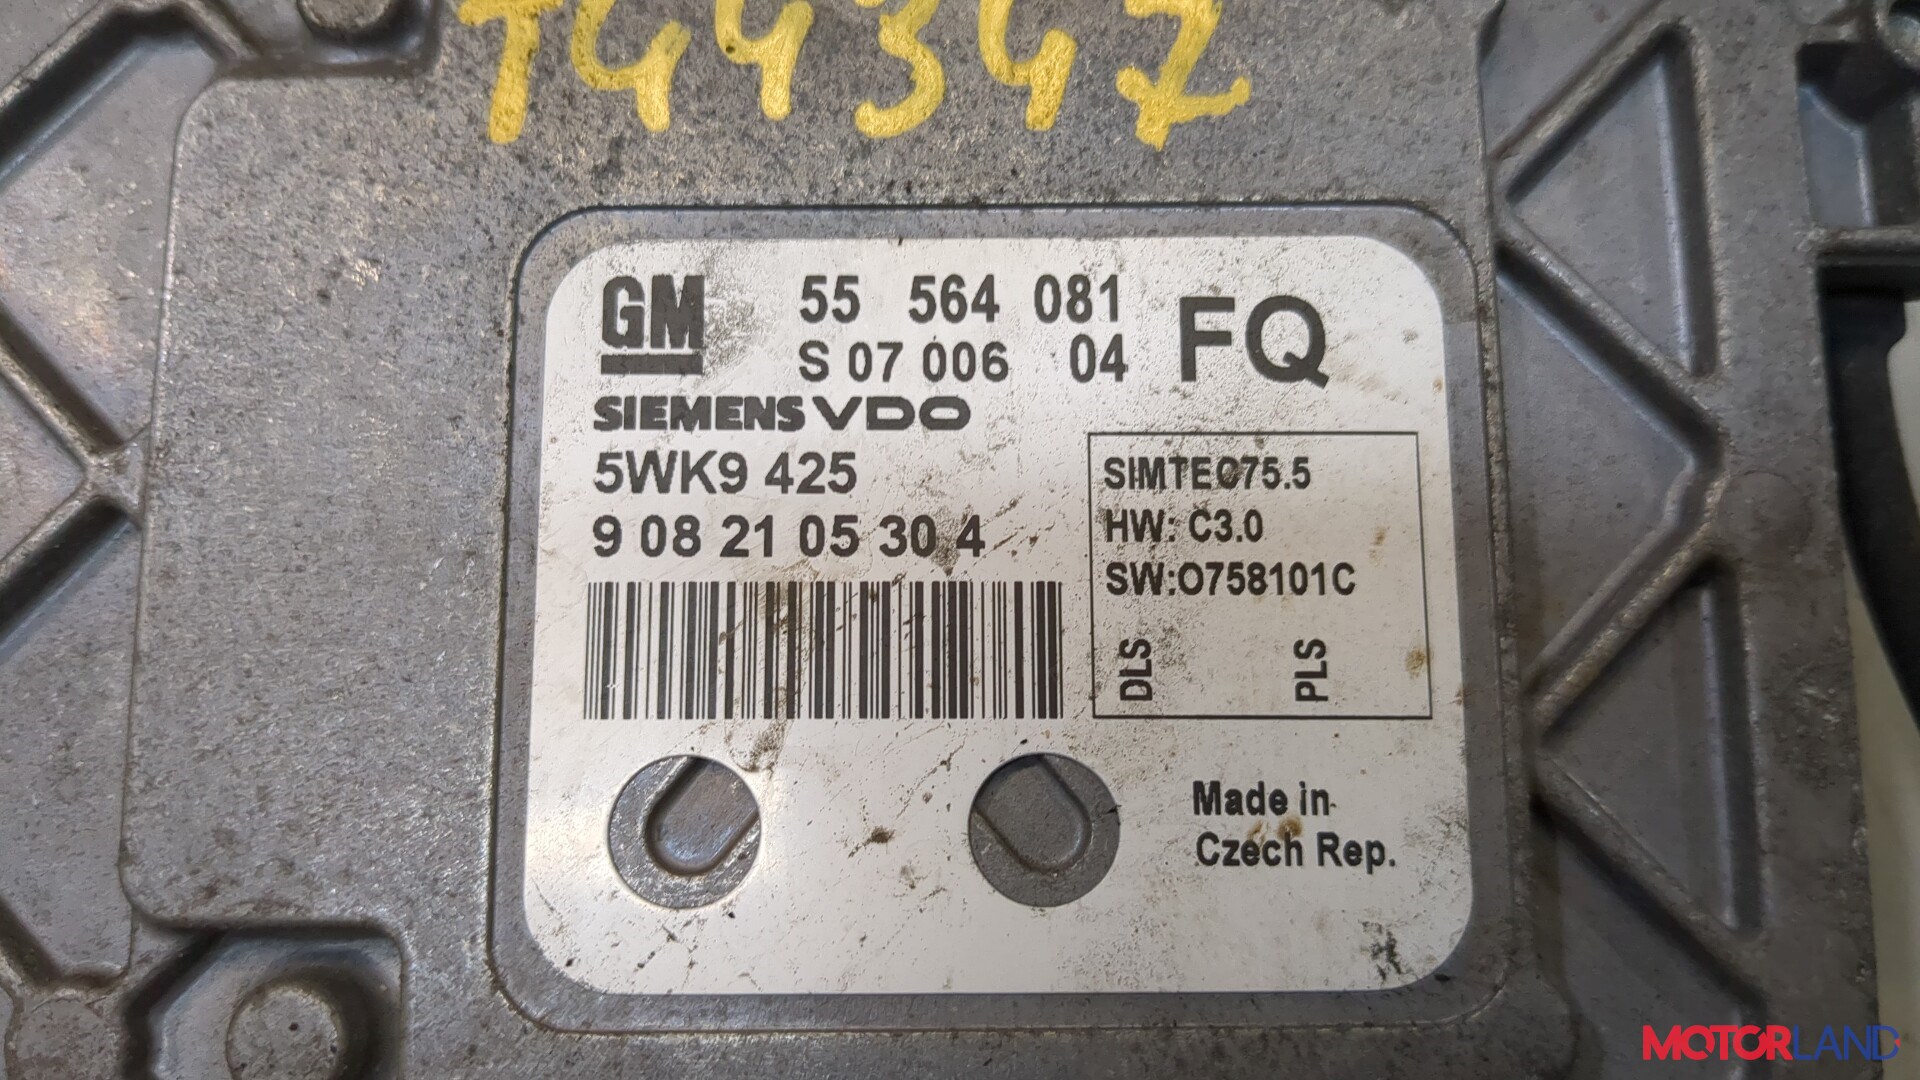 T44347
GM 55 564 081 FQ
S 07 006 04
SIEMENS VDO
5WK9 425
9 08 21 05 30 4
SIMTEC75.5
HW: C3.0
SW:O758101C
DLS PLS
Made in
Czech Rep.
MOTORLAND